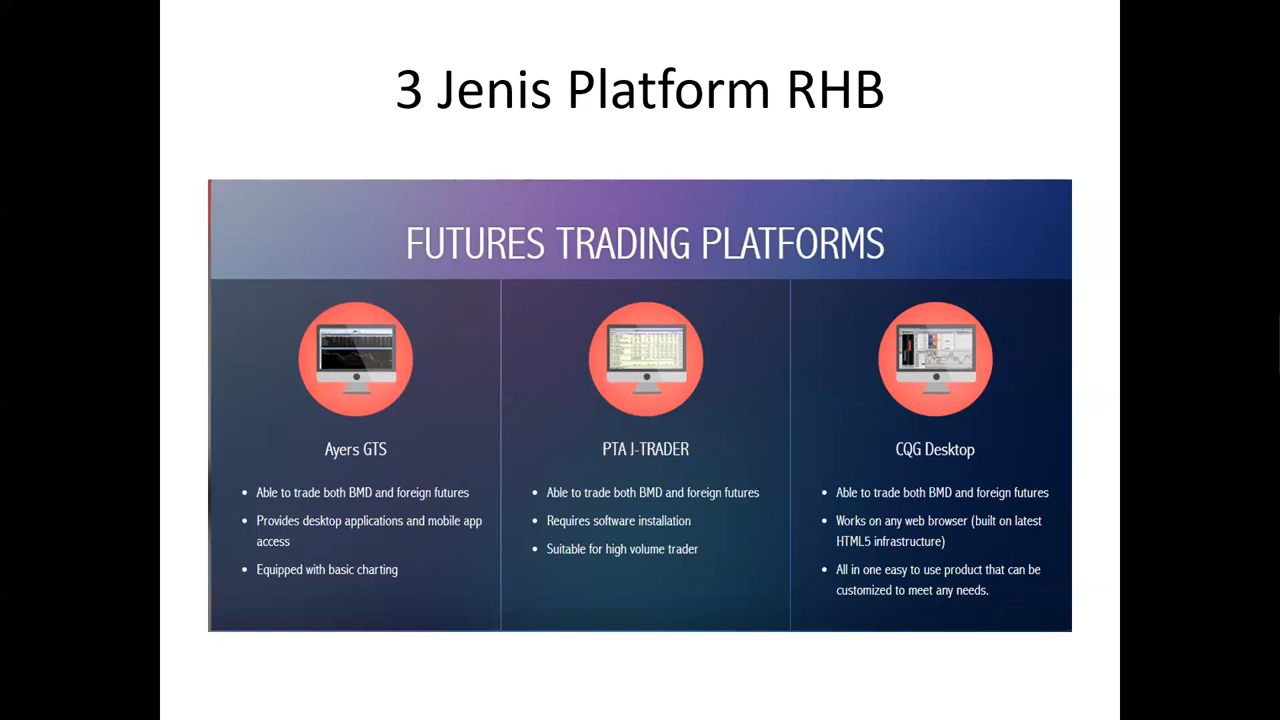 3 Jenis Platform RHB
FUTURES TRADING PLATFORMS
Ayers GTS
• Able to trade both BMD and foreign futures
• Provides desktop applications and mobile app
access
• Equipped with basic charting
PTA J-TRADER
• Able to trade both BMD and foreign futures
• Requires software installation
• Suitable for high volume trader
CQG Desktop
• Able to trade both BMD and foreign futures
• Works on any web browser (built on latest
HTML5 infrastructure)
• All in one easy to use product that can be
customized to meet any needs.